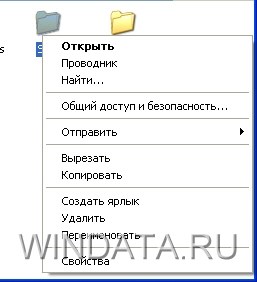 s
Открыть
Проводник
Найти...
Общий доступ и безопасность...
Отправить
Вырезать
Копировать
Создать ярлык
Удалить
Переименовать
WINDATA.RU
Свойства